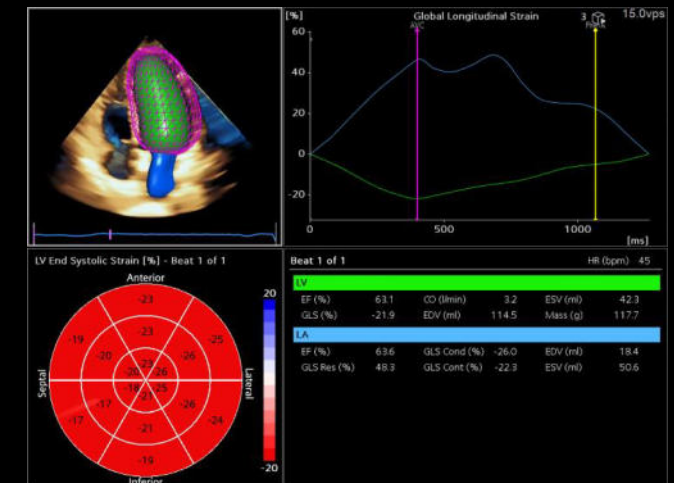 [%] Global Longitudinal Strain 3 15.0vps
AVC
60
40
20
0
-20
0 500 1000
[ms]
LV End Systolic Strain [%] - Beat 1 of 1
Anterior
20
-23
-19 -23 -25
-20 -26
-20 -23 -26
Septal Lateral
-18 -21 -25
-17 -24
-17 -21 -24
-19
-20
Inferior
Beat 1 of 1 HR (bpm) 45
LV
EF (%) 63.1 CO (l/min) 3.2 ESV (ml) 42.3
GLS (%) -21.9 EDV (ml) 114.5 Mass (g) 117.7
LA
EF (%) 63.6 GLS Cond (%) -26.0 EDV (ml) 18.4
GLS Res (%) 48.3 GLS Cont (%) -22.3 ESV (ml) 50.6